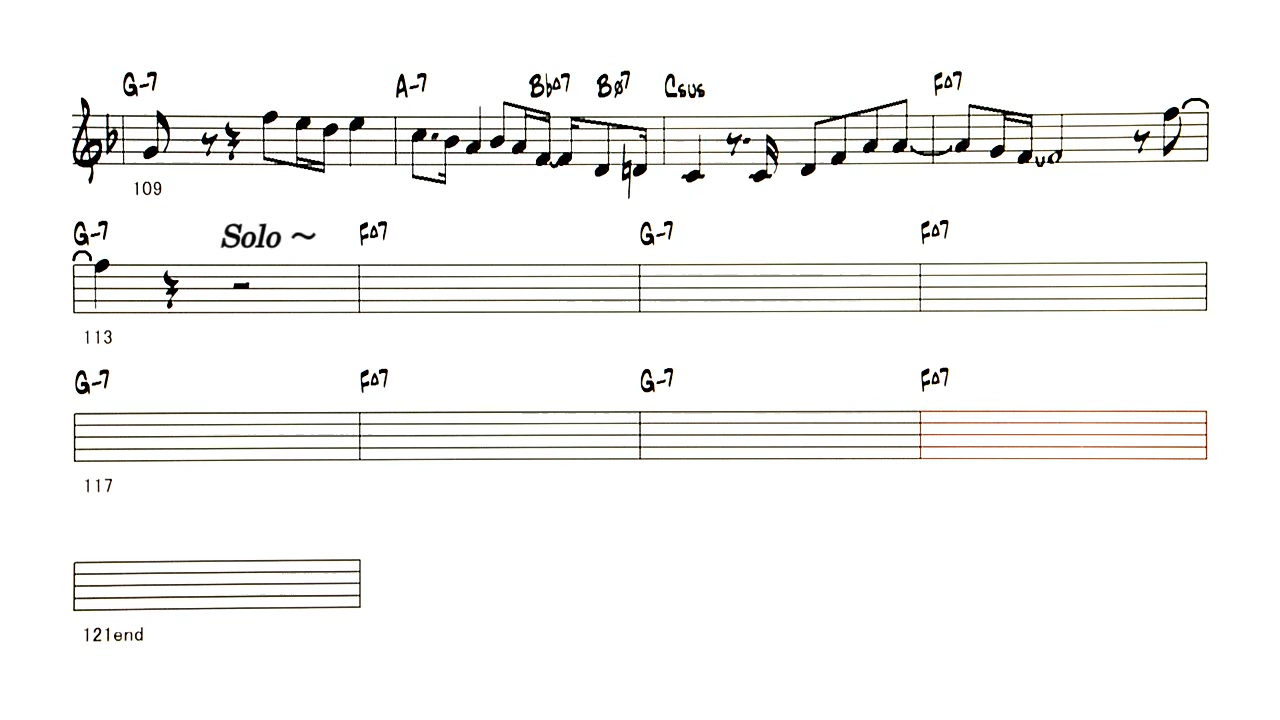 G-7 A-7 B♭△7 Bø7 Csus F△7
109
G-7 Solo ~ F△7 G-7 F△7
113
G-7 F△7 G-7 F△7
117
121end